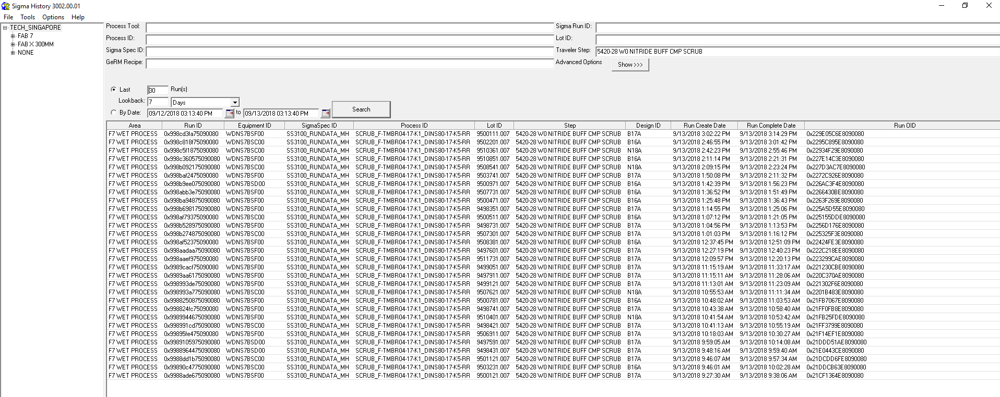 Sigma History 3002.00.01
File Tools Options Help
TECH_SINGAPORE
FAB 7
FAB X 300MM
NONE
Process Tool:
Sigma Run ID:
Process ID:
Lot ID:
Sigma Spec ID:
Traveler Step: 5420-28 W0 NITRIDE BUFF CMP SCRUB
GeRM Recipe:
Advanced Options Show >>>
Last 30 Run(s)
Lookback: 7 Days
By Date: 09/12/2018 03:13:40 PM to 09/13/2018 03:13:40 PM Search
Area Run ID Equipment ID SigmaSpec ID Process ID Lot ID Step Design ID Run Create Date Run Complete Date Run OID
F7 WET PROCESS 0x998cd3fa75090080 WDNS7BSF00 SS3100_RUNDATA_MH SCRUB_F-TMBR04-17-K1_DINS80-17-K5-RR 9500111.007 5420-28 W0 NITRIDE BUFF CMP SCRUB B17A 9/13/2018 3:02:22 PM 9/13/2018 3:14:29 PM 0x229E05C6E8090080
F7 WET PROCESS 0x998c818f75090080 WDNS7BSC00 SS3100_RUNDATA_MH SCRUB_F-TMBR04-17-K1_DINS80-17-K5-RR 9502201.007 5420-28 W0 NITRIDE BUFF CMP SCRUB B16A 9/13/2018 2:46:55 PM 9/13/2018 3:01:42 PM 0x2295C895E8090080
F7 WET PROCESS 0x998c5f1875090080 WDNS7BSC00 SS3100_RUNDATA_MH SCRUB_F-TMBR04-17-K1_DINS80-17-K5-RR 9510361.007 5420-28 W0 NITRIDE BUFF CMP SCRUB N18A 9/13/2018 2:42:23 PM 9/13/2018 2:55:46 PM 0x22934F29E8090080
F7 WET PROCESS 0x998c360575090080 WDNS7BSF00 SS3100_RUNDATA_MH SCRUB_F-TMBR04-17-K1_DINS80-17-K5-RR 9510851.007 5420-28 W0 NITRIDE BUFF CMP SCRUB B16A 9/13/2018 2:11:14 PM 9/13/2018 2:21:31 PM 0x227E14C3E8090080
F7 WET PROCESS 0x998b092175090080 WDNS7BSC00 SS3100_RUNDATA_MH SCRUB_F-TMBR04-17-K1_DINS80-17-K5-RR 9508541.007 5420-28 W0 NITRIDE BUFF CMP SCRUB N18A 9/13/2018 2:09:15 PM 9/13/2018 2:23:24 PM 0x227D3AC7E8090080
F7 WET PROCESS 0x998baf2475090080 WDNS7BSF00 SS3100_RUNDATA_MH SCRUB_F-TMBR04-17-K1_DINS80-17-K5-RR 9503741.007 5420-28 W0 NITRIDE BUFF CMP SCRUB B17A 9/13/2018 1:50:08 PM 9/13/2018 2:11:32 PM 0x2272C926E8090080
F7 WET PROCESS 0x998b9ee075090080 WDNS7BSD00 SS3100_RUNDATA_MH SCRUB_F-TMBR04-17-K1_DINS80-17-K5-RR 9500971.007 5420-28 W0 NITRIDE BUFF CMP SCRUB B16A 9/13/2018 1:42:39 PM 9/13/2018 1:56:23 PM 0x226AC3F4E8090080
F7 WET PROCESS 0x998abb3e75090080 WDNS7BSF00 SS3100_RUNDATA_MH SCRUB_F-TMBR04-17-K1_DINS80-17-K5-RR 9507731.007 5420-28 W0 NITRIDE BUFF CMP SCRUB B16A 9/13/2018 1:36:52 PM 9/13/2018 1:51:49 PM 0x2266430BE8090080
F7 WET PROCESS 0x998ba94875090080 WDNS7BSF00 SS3100_RUNDATA_MH SCRUB_F-TMBR04-17-K1_DINS80-17-K5-RR 9500471.007 5420-28 W0 NITRIDE BUFF CMP SCRUB B16A 9/13/2018 1:25:48 PM 9/13/2018 1:36:43 PM 0x2263F269E8090080
F7 WET PROCESS 0x998b698175090080 WDNS7BSF00 SS3100_RUNDATA_MH SCRUB_F-TMBR04-17-K1_DINS80-17-K5-RR 9498351.007 5420-28 W0 NITRIDE BUFF CMP SCRUB B17A 9/13/2018 1:14:55 PM 9/13/2018 1:25:06 PM 0x225A5D55E8090080
F7 WET PROCESS 0x998af79375090080 WDNS7BSC00 SS3100_RUNDATA_MH SCRUB_F-TMBR04-17-K1_DINS80-17-K5-RR 9500511.007 5420-28 W0 NITRIDE BUFF CMP SCRUB B16A 9/13/2018 1:07:12 PM 9/13/2018 1:21:05 PM 0x225155DDE8090080
F7 WET PROCESS 0x998b528975090080 WDNS7BSF00 SS3100_RUNDATA_MH SCRUB_F-TMBR04-17-K1_DINS80-17-K5-RR 9498731.007 5420-28 W0 NITRIDE BUFF CMP SCRUB B17A 9/13/2018 1:04:56 PM 9/13/2018 1:13:53 PM 0x2256D176E8090080
F7 WET PROCESS 0x998b274875090080 WDNS7BSC00 SS3100_RUNDATA_MH SCRUB_F-TMBR04-17-K1_DINS80-17-K5-RR 9507301.007 5420-28 W0 NITRIDE BUFF CMP SCRUB B17A 9/13/2018 1:01:03 PM 9/13/2018 1:16:12 PM 0x225325F3E8090080
F7 WET PROCESS 0x998af52375090080 WDNS7BSF00 SS3100_RUNDATA_MH SCRUB_F-TMBR04-17-K1_DINS80-17-K5-RR 9508381.007 5420-28 W0 NITRIDE BUFF CMP SCRUB B16A 9/13/2018 12:37:45 PM 9/13/2018 12:51:09 PM 0x22424FE3E8090080
F7 WET PROCESS 0x998aadaa75090080 WDNS7BSF00 SS3100_RUNDATA_MH SCRUB_F-TMBR04-17-K1_DINS80-17-K5-RR 9497601.007 5420-28 W0 NITRIDE BUFF CMP SCRUB B17A 9/13/2018 12:27:19 PM 9/13/2018 12:40:23 PM 0x222C218EE8090080
F7 WET PROCESS 0x998aaef975090080 WDNS7BSF00 SS3100_RUNDATA_MH SCRUB_F-TMBR04-17-K1_DINS80-17-K5-RR 9511731.007 5420-28 W0 NITRIDE BUFF CMP SCRUB B17A 9/13/2018 12:09:57 PM 9/13/2018 12:20:13 PM 0x223299CAE8090080
F7 WET PROCESS 0x9989cacf75090080 WDNS7BSC00 SS3100_RUNDATA_MH SCRUB_F-TMBR04-17-K1_DINS80-17-K5-RR 9499051.007 5420-28 W0 NITRIDE BUFF CMP SCRUB B17A 9/13/2018 11:15:19 AM 9/13/2018 11:33:17 AM 0x221230CBE8090080
F7 WET PROCESS 0x9989aa6175090080 WDNS7BSF00 SS3100_RUNDATA_MH SCRUB_F-TMBR04-17-K1_DINS80-17-K5-RR 9497911.007 5420-28 W0 NITRIDE BUFF CMP SCRUB B17A 9/13/2018 11:15:11 AM 9/13/2018 11:28:06 AM 0x220C370AE8090080
F7 WET PROCESS 0x998993de75090080 WDNS7BSF00 SS3100_RUNDATA_MH SCRUB_F-TMBR04-17-K1_DINS80-17-K5-RR 9499121.007 5420-28 W0 NITRIDE BUFF CMP SCRUB B17A 9/13/2018 11:13:01 AM 9/13/2018 11:23:09 AM 0x221302F6E8090080
F7 WET PROCESS 0x998993a775090080 WDNS7BSC00 SS3100_RUNDATA_MH SCRUB_F-TMBR04-17-K1_DINS80-17-K5-RR 9507621.007 5420-28 W0 NITRIDE BUFF CMP SCRUB N18A 9/13/2018 10:55:53 AM 9/13/2018 11:11:34 AM 0x2201B483E8090080
F7 WET PROCESS 0x9988250875090080 WDNS7BSF00 SS3100_RUNDATA_MH SCRUB_F-TMBR04-17-K1_DINS80-17-K5-RR 9500781.007 5420-28 W0 NITRIDE BUFF CMP SCRUB B16A 9/13/2018 10:48:02 AM 9/13/2018 11:03:53 AM 0x21FB7067E8090080
F7 WET PROCESS 0x998824fc75090080 WDNS7BSF00 SS3100_RUNDATA_MH SCRUB_F-TMBR04-17-K1_DINS80-17-K5-RR 9498741.007 5420-28 W0 NITRIDE BUFF CMP SCRUB B17A 9/13/2018 10:43:38 AM 9/13/2018 10:58:40 AM 0x21FF0FB8E8090080
F7 WET PROCESS 0x9989944675090080 WDNS7BSF00 SS3100_RUNDATA_MH SCRUB_F-TMBR04-17-K1_DINS80-17-K5-RR 9510401.007 5420-28 W0 NITRIDE BUFF CMP SCRUB N18A 9/13/2018 10:41:54 AM 9/13/2018 10:53:42 AM 0x21FB25FDE8090080
F7 WET PROCESS 0x998991cd75090080 WDNS7BSC00 SS3100_RUNDATA_MH SCRUB_F-TMBR04-17-K1_DINS80-17-K5-RR 9498421.007 5420-28 W0 NITRIDE BUFF CMP SCRUB B17A 9/13/2018 10:41:13 AM 9/13/2018 10:55:19 AM 0x21FF3799E8090080
F7 WET PROCESS 0x99895fe475090080 WDNS7BSF00 SS3100_RUNDATA_MH SCRUB_F-TMBR04-17-K1_DINS80-17-K5-RR 9506911.007 5420-28 W0 NITRIDE BUFF CMP SCRUB B17A 9/13/2018 10:18:03 AM 9/13/2018 10:30:27 AM 0x21F14EF1E8090080
F7 WET PROCESS 0x9989105975090080 WDNS7BSD00 SS3100_RUNDATA_MH SCRUB_F-TMBR04-17-K1_DINS80-17-K5-RR 9497591.007 5420-28 W0 NITRIDE BUFF CMP SCRUB B17A 9/13/2018 9:59:05 AM 9/13/2018 10:14:08 AM 0x21DDD51AE8090080
F7 WET PROCESS 0x9988964475090080 WDNS7BSD00 SS3100_RUNDATA_MH SCRUB_F-TMBR04-17-K1_DINS80-17-K5-RR 9498431.007 5420-28 W0 NITRIDE BUFF CMP SCRUB B17A 9/13/2018 9:48:16 AM 9/13/2018 9:59:40 AM 0x21E0443CE8090080
F7 WET PROCESS 0x9988dd1b75090080 WDNS7BSC00 SS3100_RUNDATA_MH SCRUB_F-TMBR04-17-K1_DINS80-17-K5-RR 9501121.007 5420-28 W0 NITRIDE BUFF CMP SCRUB B17A 9/13/2018 9:46:07 AM 9/13/2018 9:57:34 AM 0x21DCDD6FE8090080
F7 WET PROCESS 0x99890c4775090080 WDNS7BSC00 SS3100_RUNDATA_MH SCRUB_F-TMBR04-17-K1_DINS80-17-K5-RR 9503231.007 5420-28 W0 NITRIDE BUFF CMP SCRUB B16A 9/13/2018 9:46:01 AM 9/13/2018 10:02:28 AM 0x21DDCB63E8090080
F7 WET PROCESS 0x9988ade675090080 WDNS7BSF00 SS3100_RUNDATA_MH SCRUB_F-TMBR04-17-K1_DINS80-17-K5-RR 9500121.007 5420-28 W0 NITRIDE BUFF CMP SCRUB B17A 9/13/2018 9:27:30 AM 9/13/2018 9:38:06 AM 0x21CF1364E8090080